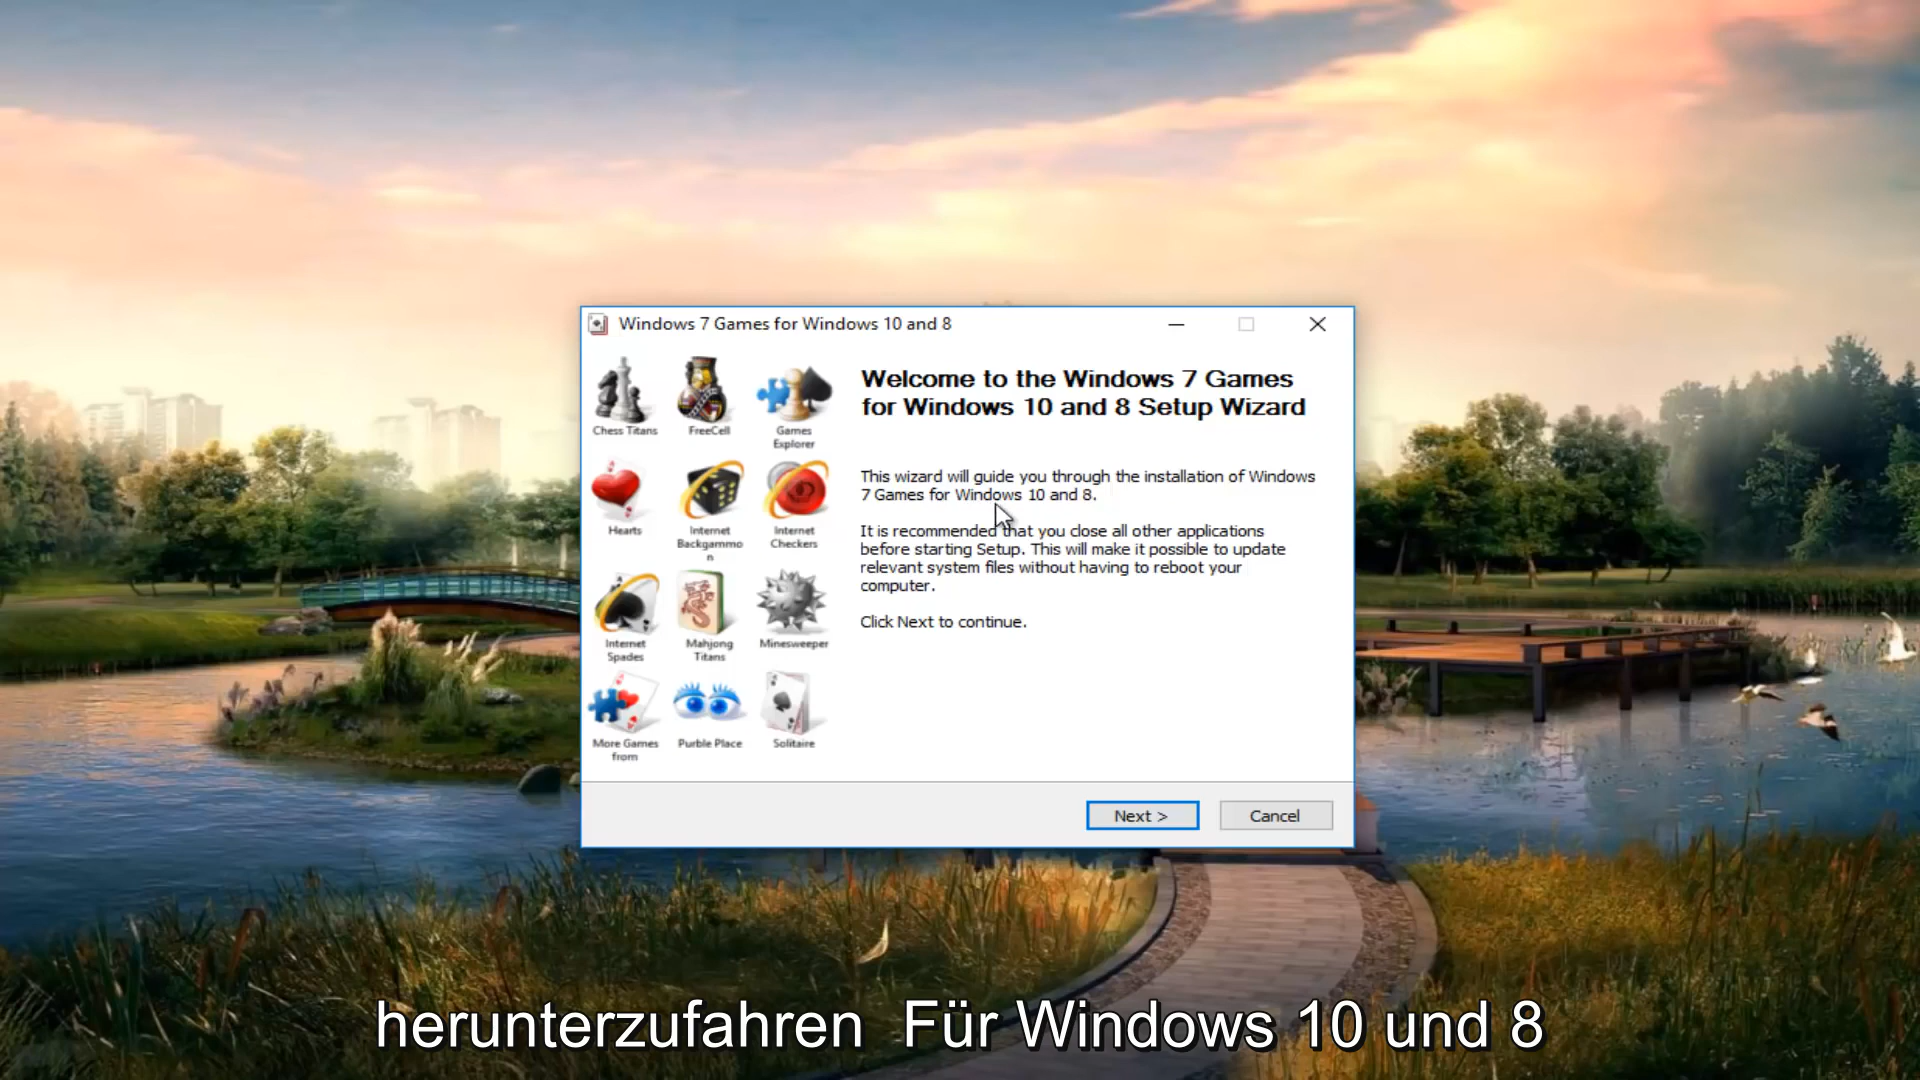 Windows 7 Games for Windows 10 and 8
Chess Titans
FreeCell
Games
Explorer
Hearts
Internet
Backgammo
n
Internet
Checkers
Internet
Spades
Mahjong
Titans
Minesweeper
More Games
from
Purble Place
Solitaire
Welcome to the Windows 7 Games
for Windows 10 and 8 Setup Wizard
This wizard will guide you through the installation of Windows
7 Games for Windows 10 and 8.
It is recommended that you close all other applications
before starting Setup. This will make it possible to update
relevant system files without having to reboot your
computer.
Click Next to continue.
Next >
Cancel
herunterzufahren Für Windows 10 und 8